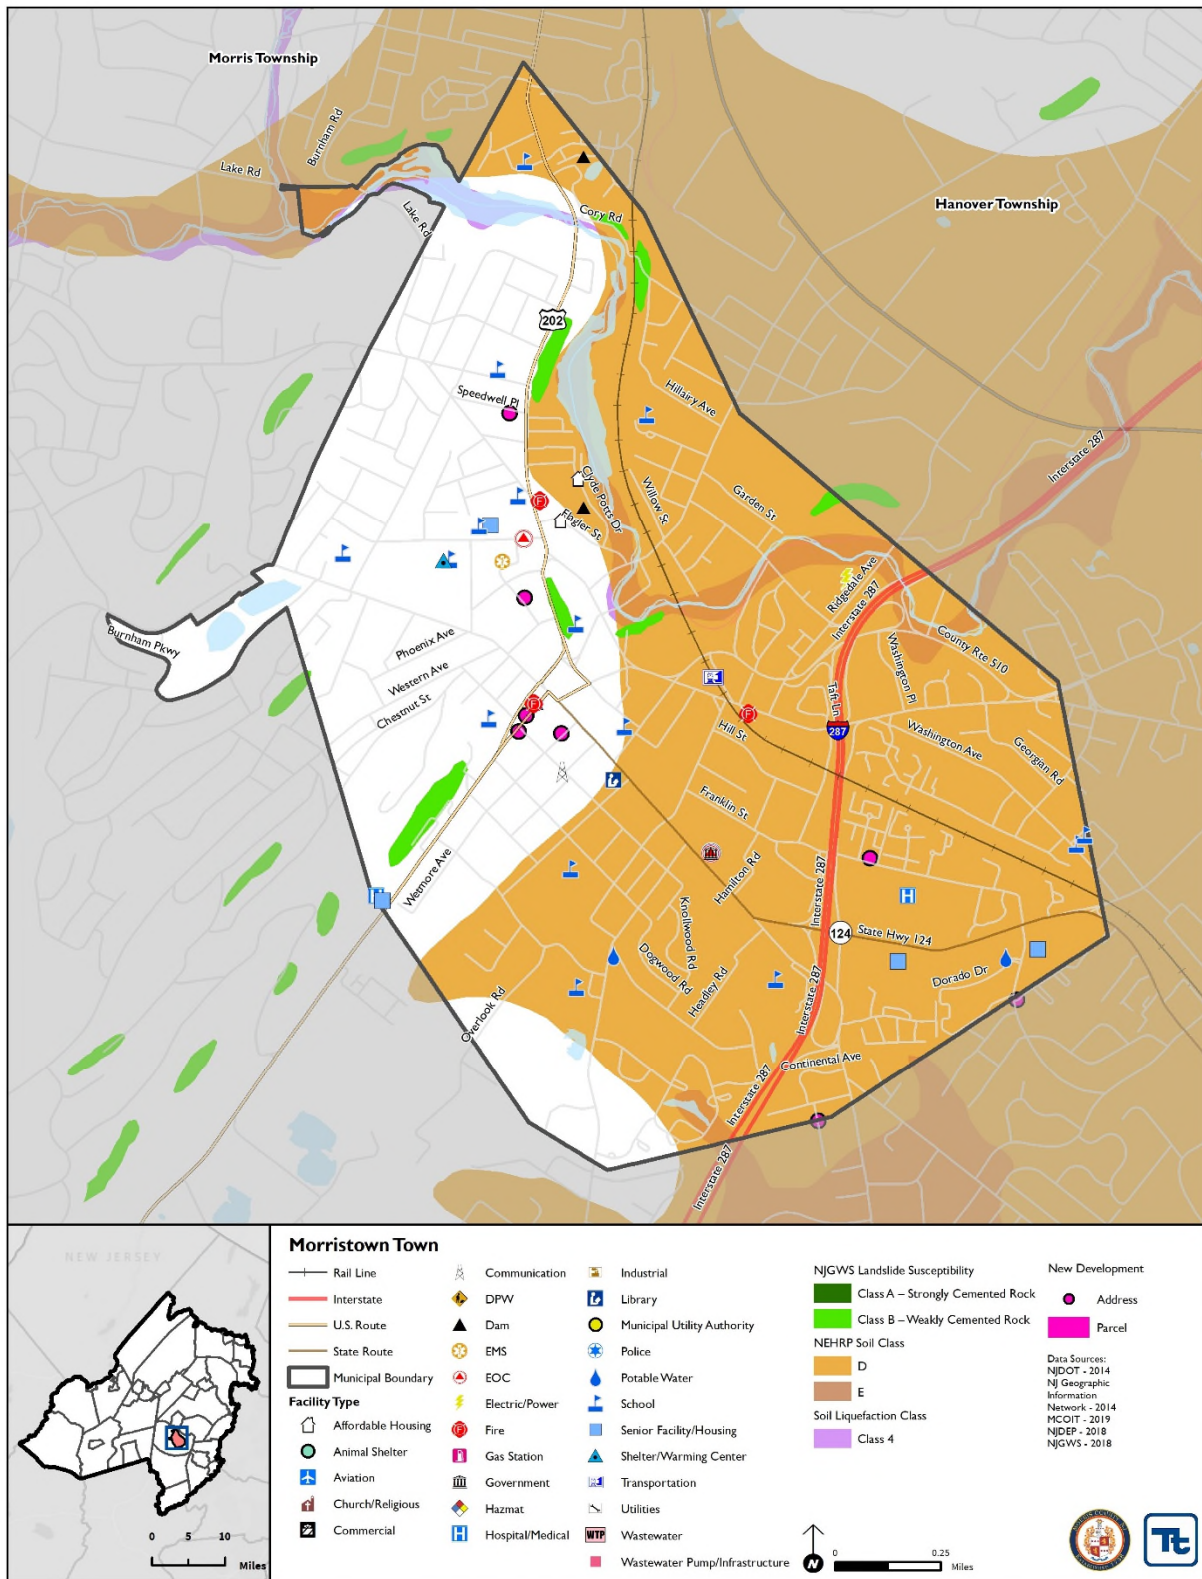 Morris Township
Burnham Rd
Lake Rd
Lake Rd
Cory Rd
Hanover Township
202
Speedwell Pl
Hillairy Ave
Interstate 287
Clyde Potts Dr
Willow St
Garden St
Flagler St
Ridgedale Ave
Interstate 287
County Rte 510
Burnham Pkwy
Phoenix Ave
Western Ave
Chestnut St
Washington Pl
Taft Ln
287
Hill St
Washington Ave
Georgian Rd
Franklin St
Wetmore Ave
Hamilton Rd
Interstate 287
Knollwood Rd
124
State Hwy 124
Dogwood Rd
Headley Rd
Dorado Dr
Overlook Rd
Interstate 287
Continental Ave
Interstate 287
Interstate 287
NEW JERSEY
0 5 10
Miles
Morristown Town
Rail Line
Interstate
U.S. Route
State Route
Municipal Boundary
Facility Type
Affordable Housing
Animal Shelter
Aviation
Church/Religious
Commercial
Communication
DPW
Dam
EMS
EOC
Electric/Power
Fire
Gas Station
Government
Hazmat
Hospital/Medical
Industrial
Library
Municipal Utility Authority
Police
Potable Water
School
Senior Facility/Housing
Shelter/Warming Center
Transportation
Utilities
WTP Wastewater
Wastewater Pump/Infrastructure
NJGWS Landslide Susceptibility
Class A – Strongly Cemented Rock
Class B – Weakly Cemented Rock
NEHRP Soil Class
D
E
Soil Liquefaction Class
Class 4
New Development
Address
Parcel
Data Sources:
NJDOT - 2014
NJ Geographic
Information
Network - 2014
MCOIT - 2019
NJDEP - 2018
NJGWS - 2018
N
0 0.25
Miles
Tt